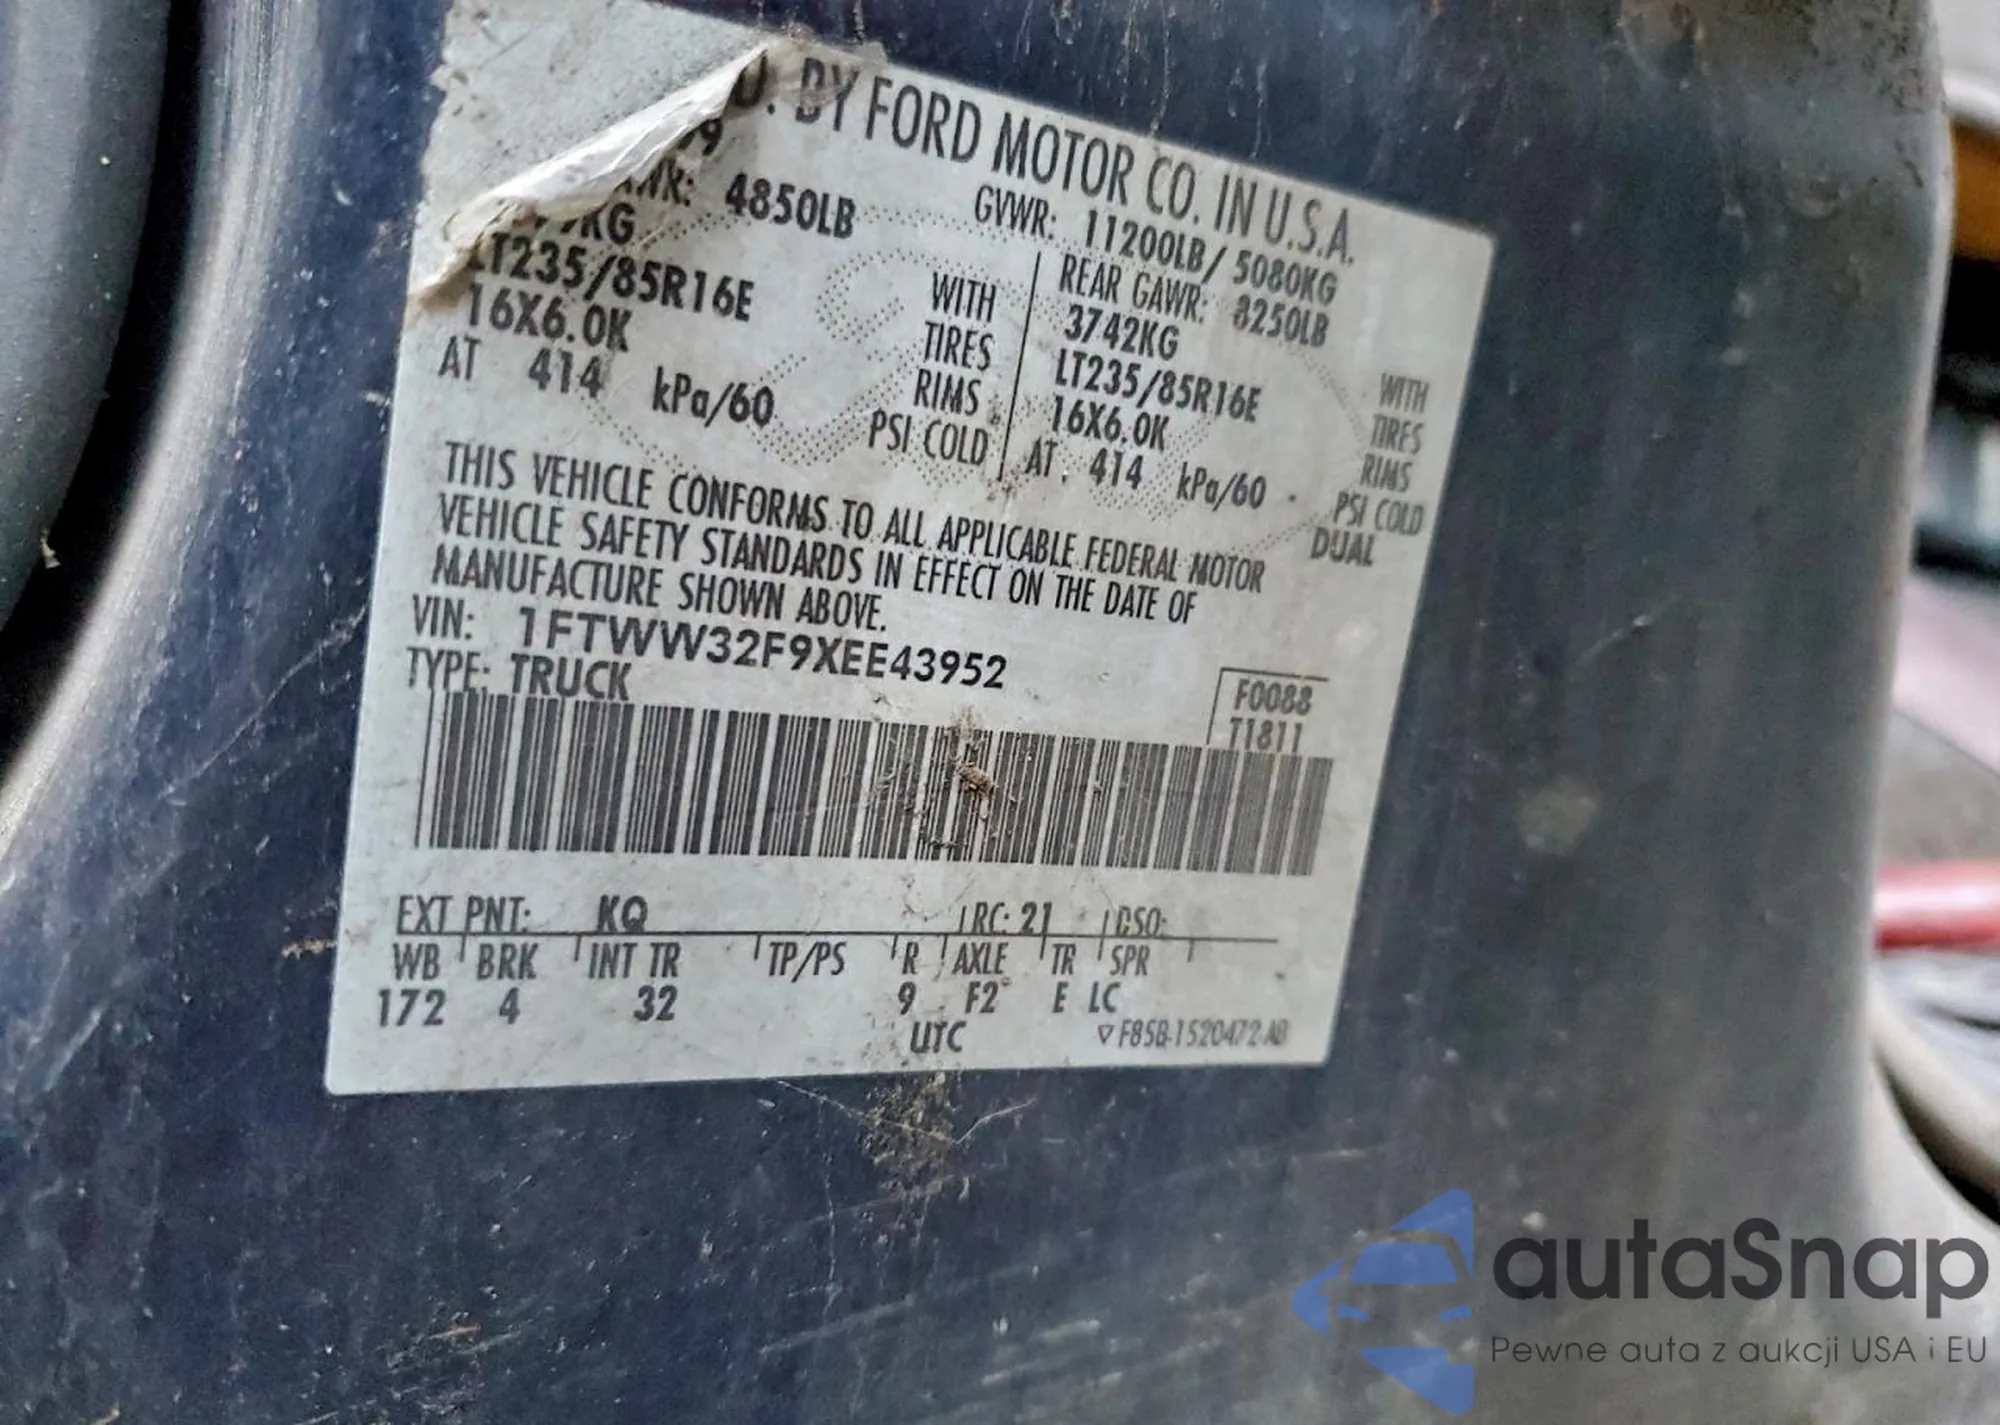 D. BY FORD MOTOR CO. IN U.S.A.
99
GVWR: 11200LB/ 5080KG
4850LB
KG
REAR GAWR: 8250LB
3742KG
LT235/85R16E
WITH
TIRES
LT235/85R16E
WITH
TIRES
16X6.0K
RIMS
16X6.0K
RIMS
AT 414 kPa/60
PSI COLD
AT 414 kPa/60
PSI COLD
DUAL
THIS VEHICLE CONFORMS TO ALL APPLICABLE FEDERAL MOTOR
VEHICLE SAFETY STANDARDS IN EFFECT ON THE DATE OF
MANUFACTURE SHOWN ABOVE.
VIN: 1FTWW32F9XEE43952
TYPE: TRUCK
F0088
T1811
EXT PNT: KQ RC: 21 DSO:
WB BRK INT TR TP/PS R AXLE TR SPR
172 4 32 9 F2 E LC
UTC
F85B-1520472-AB
autaSnap
Pewne auta z aukcji USA i EU